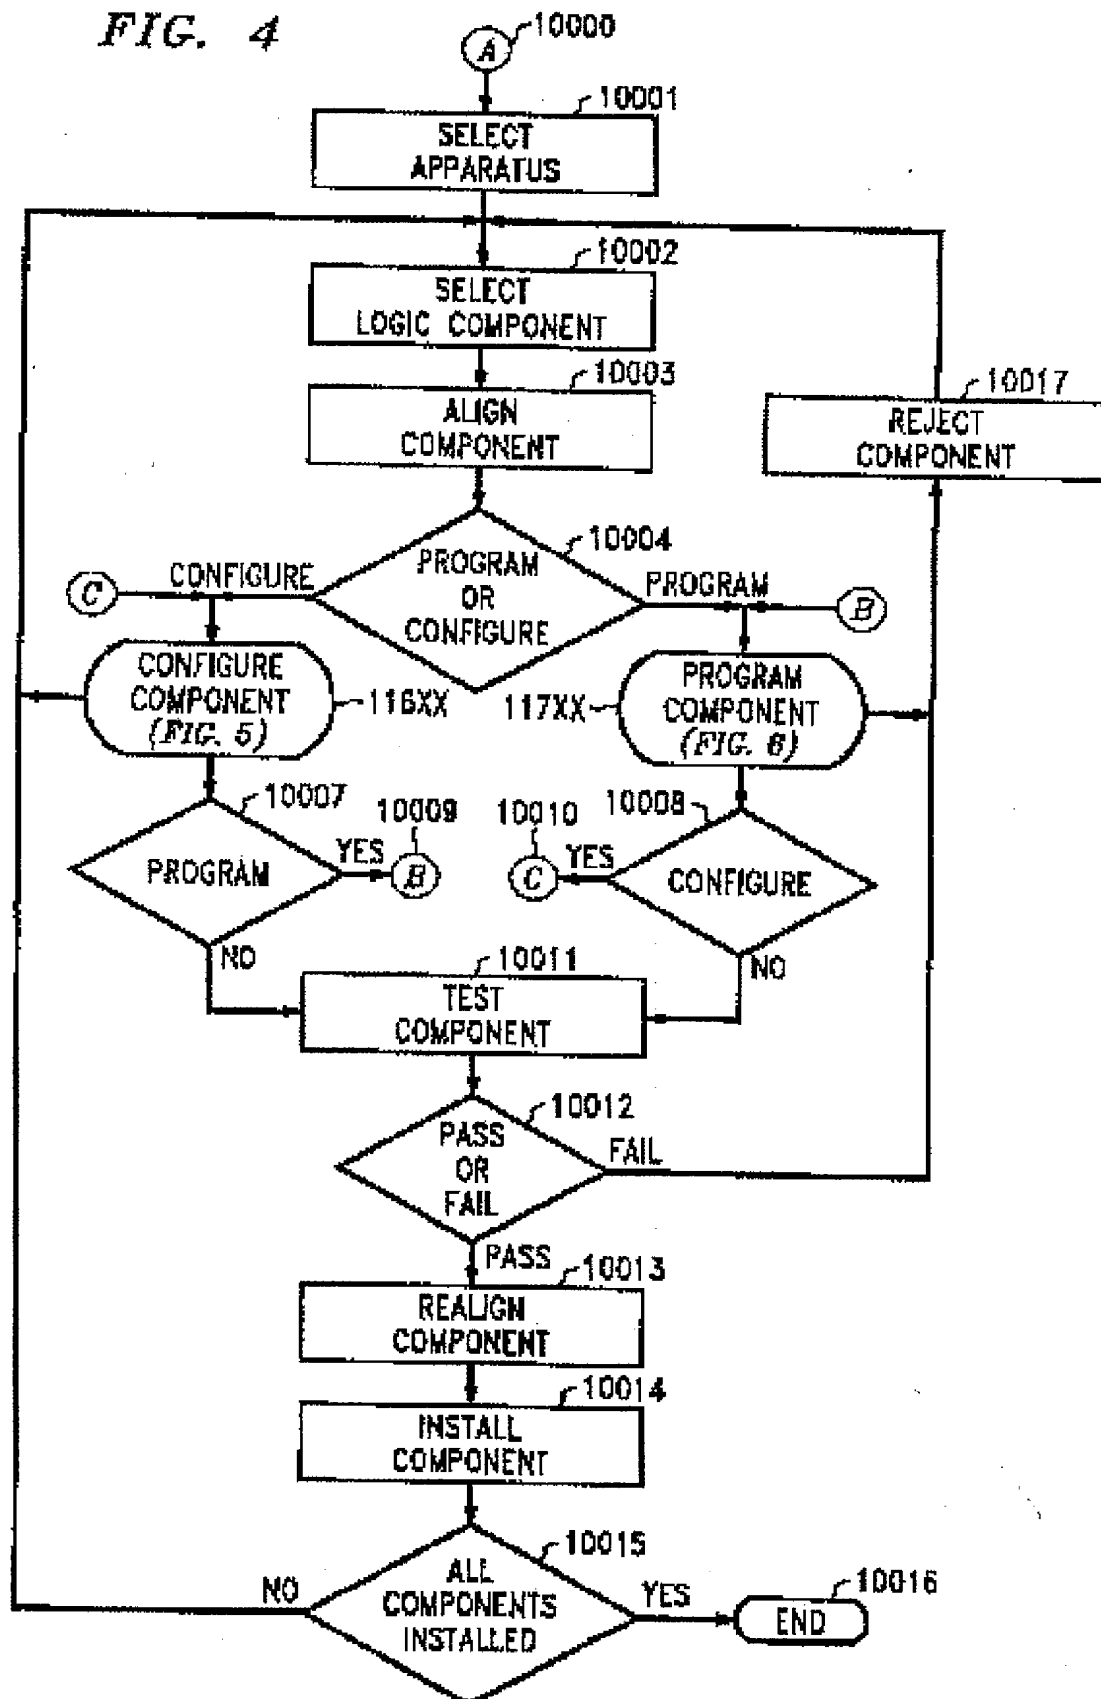 FIG. 4
A
10000
10001
SELECT
APPARATUS
10002
SELECT
LOGIC COMPONENT
10003
ALIGN
COMPONENT
10017
REJECT
COMPONENT
10004
PROGRAM
OR
CONFIGURE
CONFIGURE
PROGRAM
C
B
CONFIGURE
COMPONENT
(FIG. 5)
116XX
117XX
PROGRAM
COMPONENT
(FIG. 6)
10007
PROGRAM
YES
10009
B
10010
C
YES
10008
CONFIGURE
NO
NO
10011
TEST
COMPONENT
10012
PASS
OR
FAIL
FAIL
PASS
10013
REALIGN
COMPONENT
10014
INSTALL
COMPONENT
10015
ALL
COMPONENTS
INSTALLED
NO
YES
10016
END